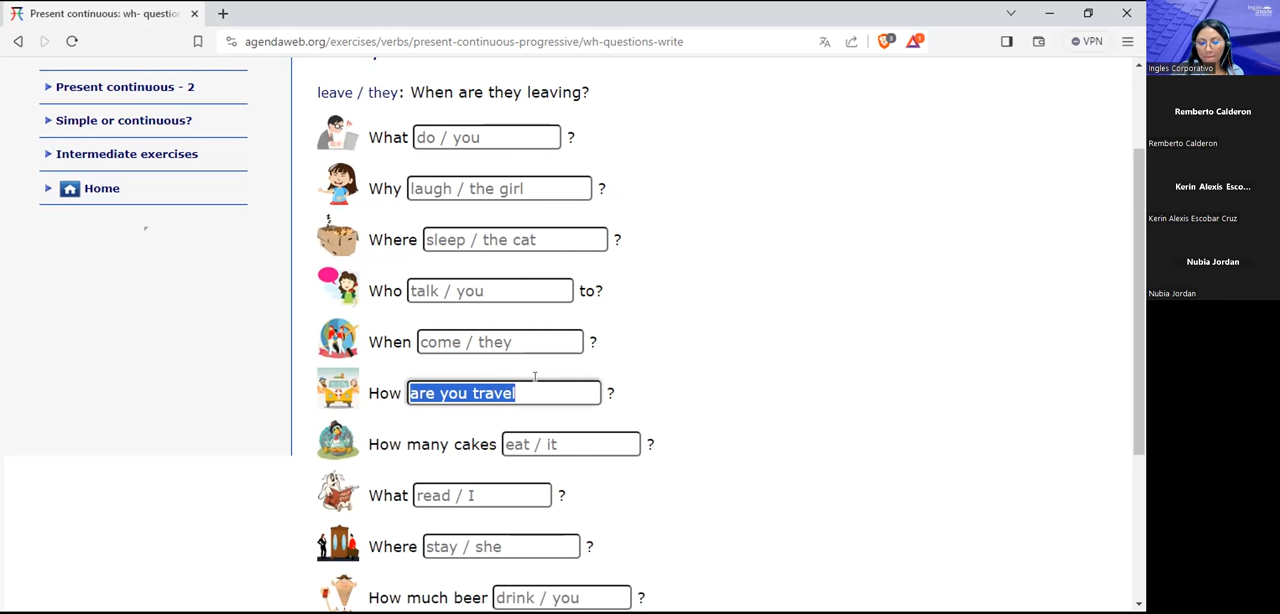 Present continuous: wh- questio
agendaweb.org/exercises/verbs/present-continuous-progressive/wh-questions-write
VPN
Present continuous - 2
Simple or continuous?
Intermediate exercises
Home
leave / they: When are they leaving?
What do / you ?
Why laugh / the girl ?
Where sleep / the cat ?
Who talk / you to?
When come / they ?
How are you travel ?
How many cakes eat / it ?
What read / I ?
Where stay / she ?
How much beer drink / you ?
Ingles Corporativo
Remberto Calderon
Remberto Calderon
Kerin Alexis Esco...
Kerin Alexis Escobar Cruz
Nubia Jordan
Nubia Jordan